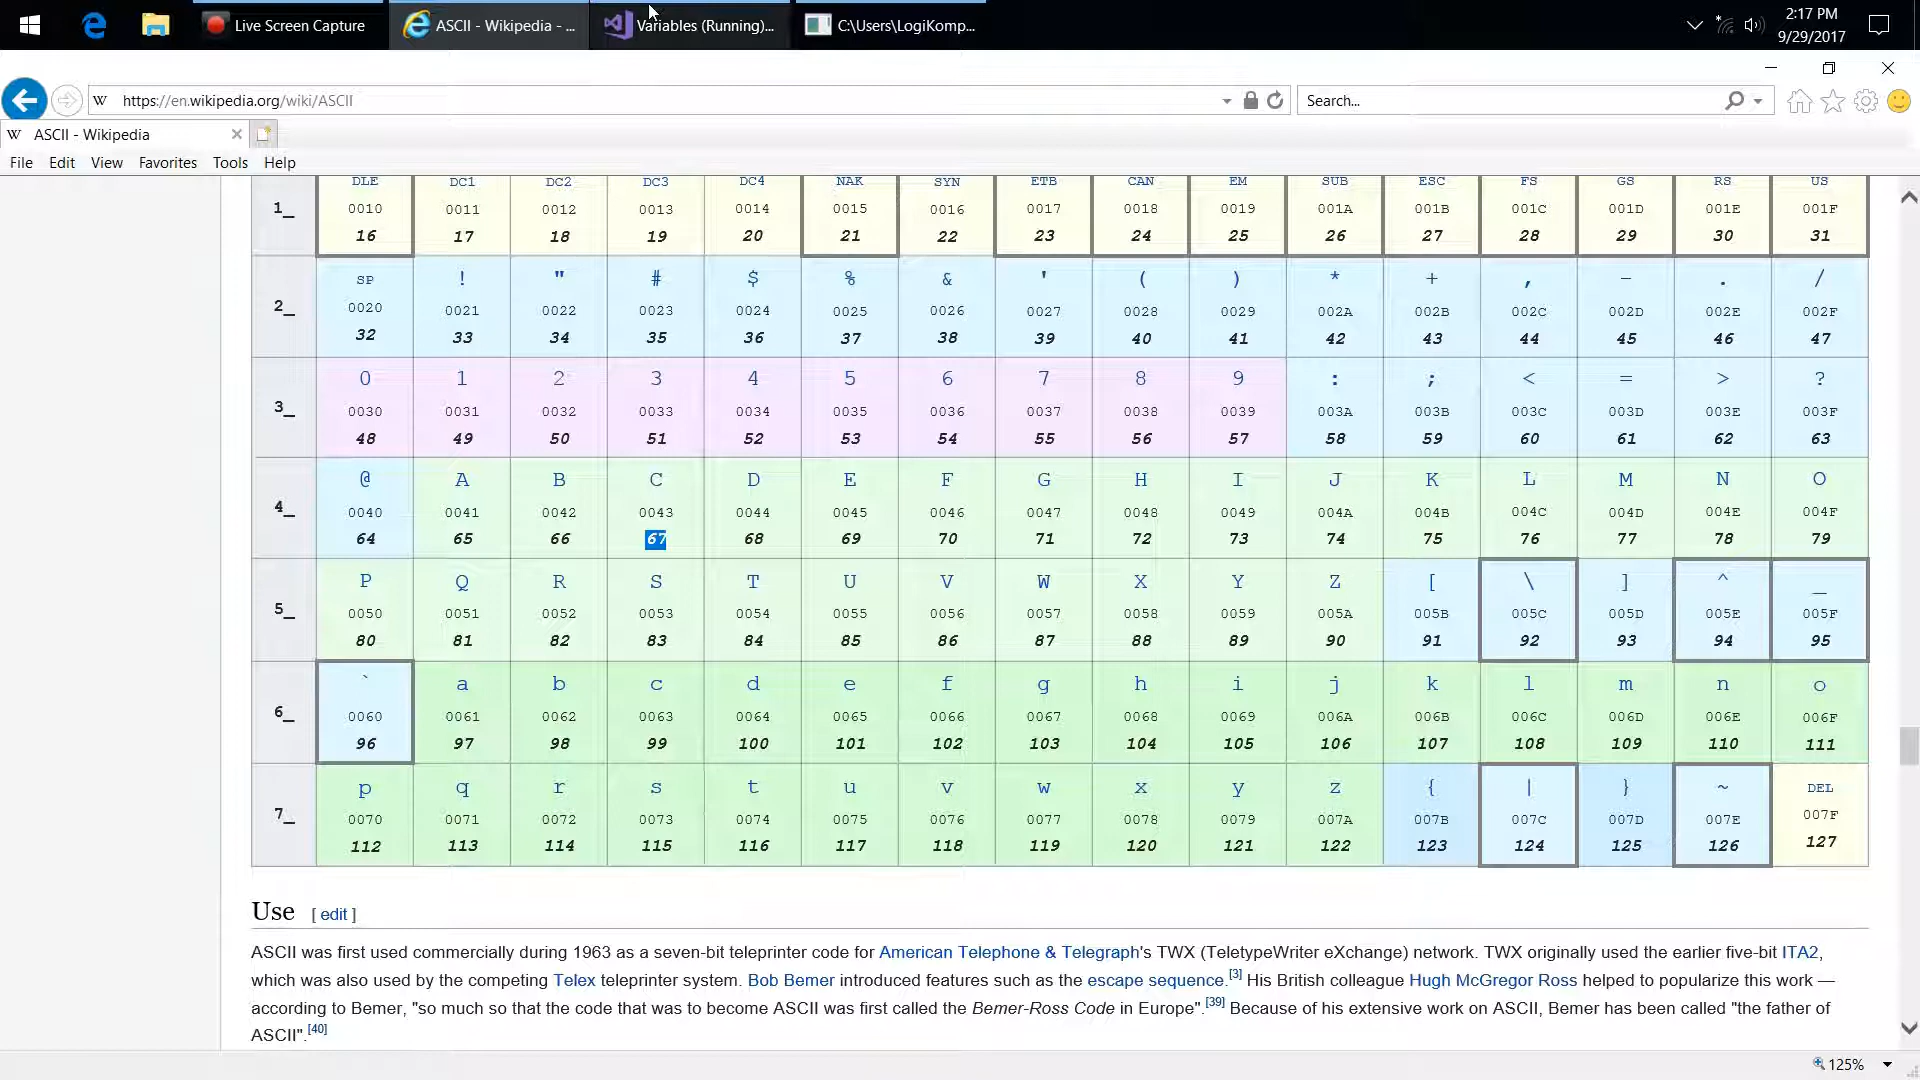 Live Screen Capture
ASCII - Wikipedia - ...
Variables (Running)...
C:\Users\LogiKomp...
2:17 PM
9/29/2017
W https://en.wikipedia.org/wiki/ASCII
Search...
W ASCII - Wikipedia
File Edit View Favorites Tools Help
DLE DC1 DC2 DC3 DC4 NAK SYN ETB CAN EM SUB ESC FS GS RS US
1_ 0010 0011 0012 0013 0014 0015 0016 0017 0018 0019 001A 001B 001C 001D 001E 001F
16 17 18 19 20 21 22 23 24 25 26 27 28 29 30 31
SP ! " # $ % & ' ( ) * + , - . /
2_ 0020 0021 0022 0023 0024 0025 0026 0027 0028 0029 002A 002B 002C 002D 002E 002F
32 33 34 35 36 37 38 39 40 41 42 43 44 45 46 47
0 1 2 3 4 5 6 7 8 9 : ; < = > ?
3_ 0030 0031 0032 0033 0034 0035 0036 0037 0038 0039 003A 003B 003C 003D 003E 003F
48 49 50 51 52 53 54 55 56 57 58 59 60 61 62 63
@ A B C D E F G H I J K L M N O
4_ 0040 0041 0042 0043 0044 0045 0046 0047 0048 0049 004A 004B 004C 004D 004E 004F
64 65 66 67 68 69 70 71 72 73 74 75 76 77 78 79
P Q R S T U V W X Y Z [ \ ] ^ _
5_ 0050 0051 0052 0053 0054 0055 0056 0057 0058 0059 005A 005B 005C 005D 005E 005F
80 81 82 83 84 85 86 87 88 89 90 91 92 93 94 95
` a b c d e f g h i j k l m n o
6_ 0060 0061 0062 0063 0064 0065 0066 0067 0068 0069 006A 006B 006C 006D 006E 006F
96 97 98 99 100 101 102 103 104 105 106 107 108 109 110 111
p q r s t u v w x y z { | } ~ DEL
7_ 0070 0071 0072 0073 0074 0075 0076 0077 0078 0079 007A 007B 007C 007D 007E 007F
112 113 114 115 116 117 118 119 120 121 122 123 124 125 126 127
Use [ edit ]
ASCII was first used commercially during 1963 as a seven-bit teleprinter code for American Telephone & Telegraph's TWX (TeletypeWriter eXchange) network. TWX originally used the earlier five-bit ITA2,
which was also used by the competing Telex teleprinter system. Bob Bemer introduced features such as the escape sequence.[3] His British colleague Hugh McGregor Ross helped to popularize this work —
according to Bemer, "so much so that the code that was to become ASCII was first called the Bemer-Ross Code in Europe".[39] Because of his extensive work on ASCII, Bemer has been called "the father of
ASCII".[40]
125%